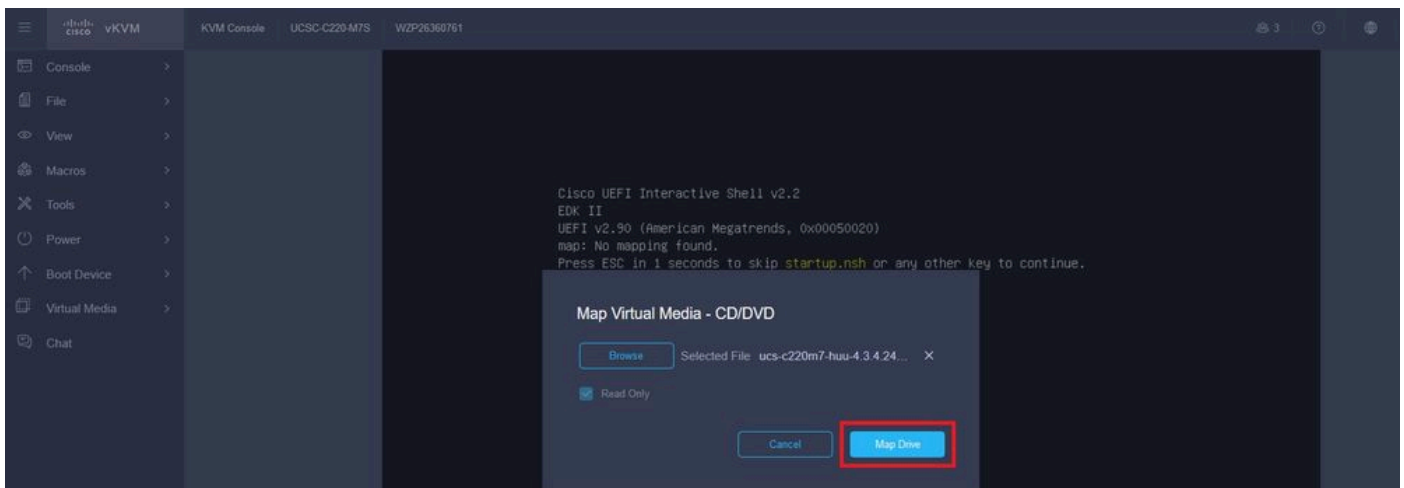 cisco vKVM KVM Console UCSC-C220-M7S WZP26360761 3
Console
File
View
Macros
Tools
Power
Boot Device
Virtual Media
Chat
Cisco UEFI Interactive Shell v2.2
EDK II
UEFI v2.90 (American Megatrends, 0x00050020)
map: No mapping found.
Press ESC in 1 seconds to skip startup.nsh or any other key to continue.
Map Virtual Media - CD/DVD
Browse Selected File ucs-c220m7-huu-4.3.4.24...
Read Only
Cancel Map Drive